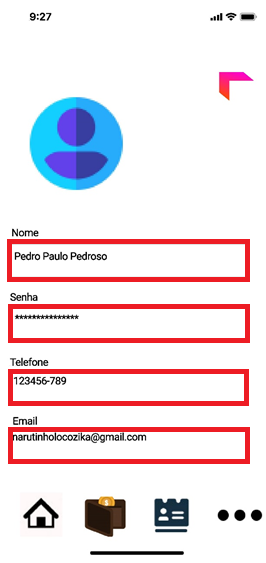 9:27
Nome
Pedro Paulo Pedroso
Senha
***************
Telefone
123456-789
Email
narutinholocozika@gmail.com